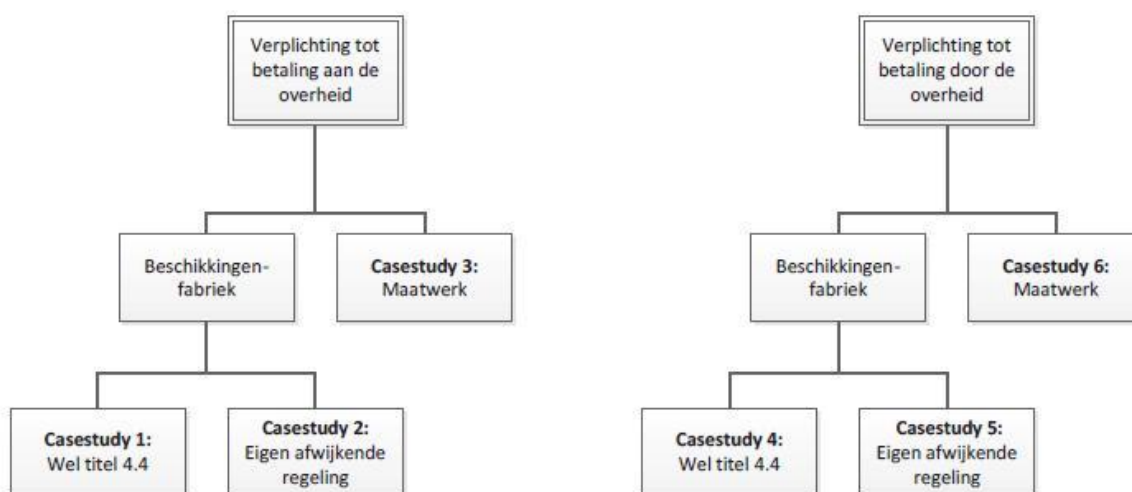 Verplichting tot
betaling aan de
overheid
Verplichting tot
betaling door de
overheid
Beschikkingen-
fabriek
Casestudy 3:
Maatwerk
Beschikkingen-
fabriek
Casestudy 6:
Maatwerk
Casestudy 1:
Wel titel 4.4
Casestudy 2:
Eigen afwijkende
regeling
Casestudy 4:
Wel titel 4.4
Casestudy 5:
Eigen afwijkende
regeling